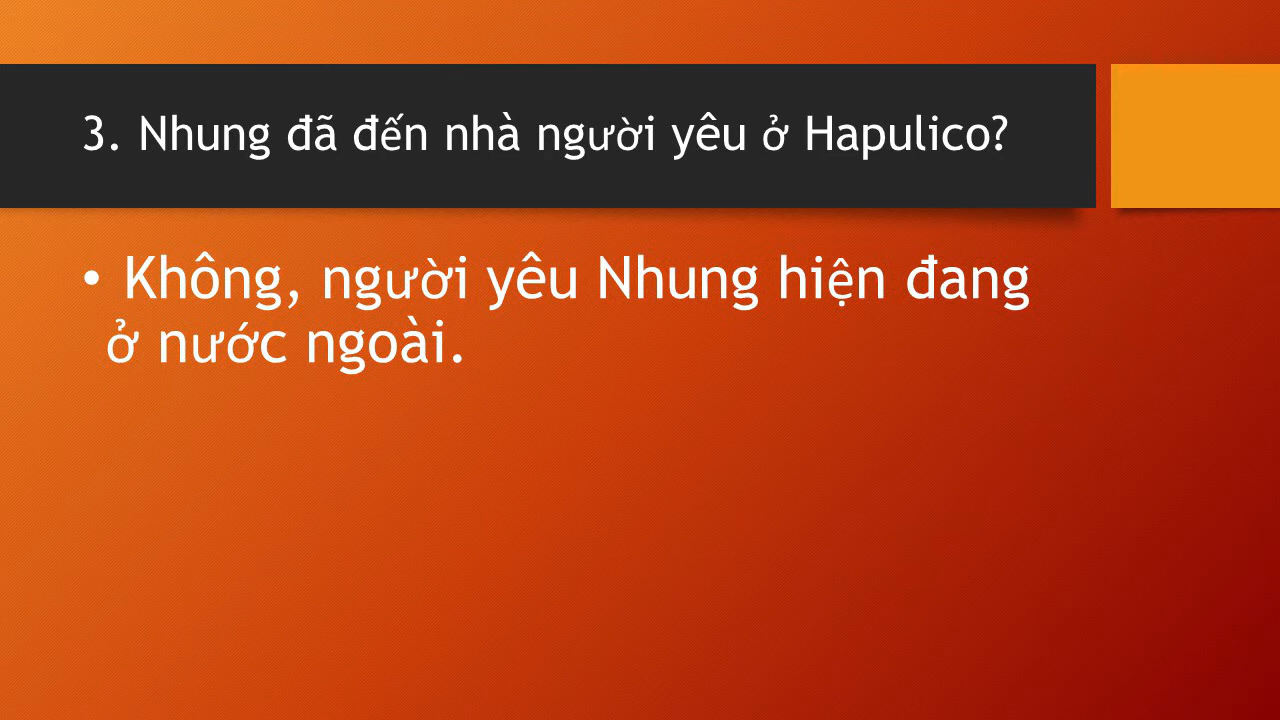 3. Nhung đã đến nhà người yêu ở Hapulico?
• Không, người yêu Nhung hiện đang
ở nước ngoài.